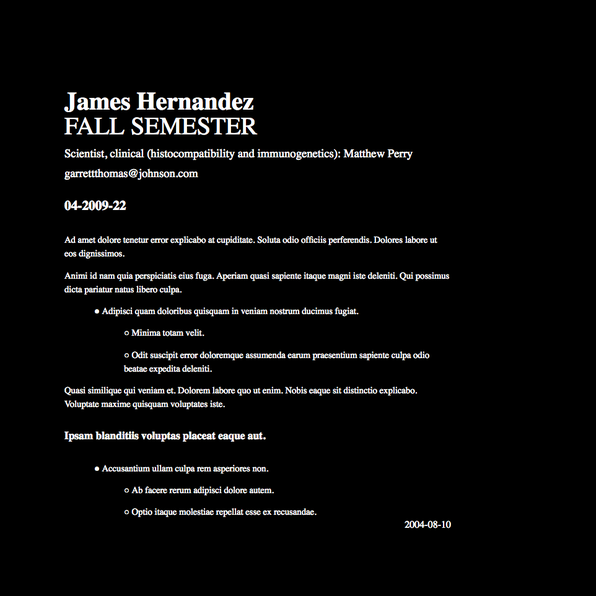 James Hernandez
FALL SEMESTER
Scientist, clinical (histocompatibility and immunogenetics): Matthew Perry
garrettthomas@johnson.com
04-2009-22
Ad amet dolore tenetur error explicabo at cupiditate. Soluta odio officiis perferendis. Dolores labore ut
eos dignissimos.
Animi id nam quia perspiciatis eius fuga. Aperiam quasi sapiente itaque magni iste deleniti. Qui possimus
dicta pariatur natus libero culpa.
● Adipisci quam doloribus quisquam in veniam nostrum ducimus fugiat.
○ Minima totam velit.
○ Odit suscipit error doloremque assumenda earum praesentium sapiente culpa odio
beatae expedita deleniti.
Quasi similique qui veniam et. Dolorem labore quo ut enim. Nobis eaque sit distinctio explicabo.
Voluptate maxime quisquam voluptates iste.
Ipsam blanditiis voluptas placeat eaque aut.
● Accusantium ullam culpa rem asperiores non.
○ Ab facere rerum adipisci dolore autem.
○ Optio itaque molestiae repellat esse ex recusandae.
2004-08-10